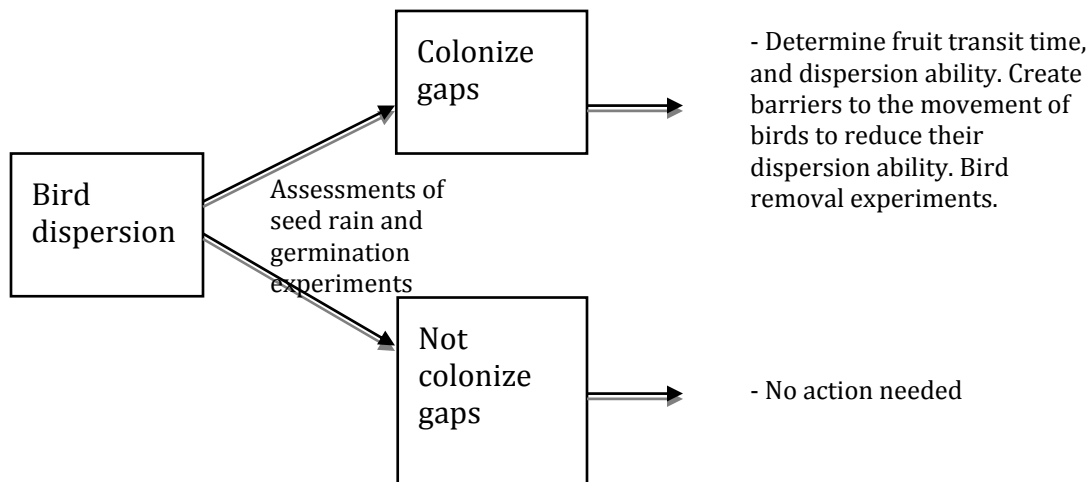 Bird
dispersion
Assessments of
seed rain and
germination
experiments
Colonize
gaps
- Determine fruit transit time,
and dispersion ability. Create
barriers to the movement of
birds to reduce their
dispersion ability. Bird
removal experiments.
Not
colonize
gaps
- No action needed